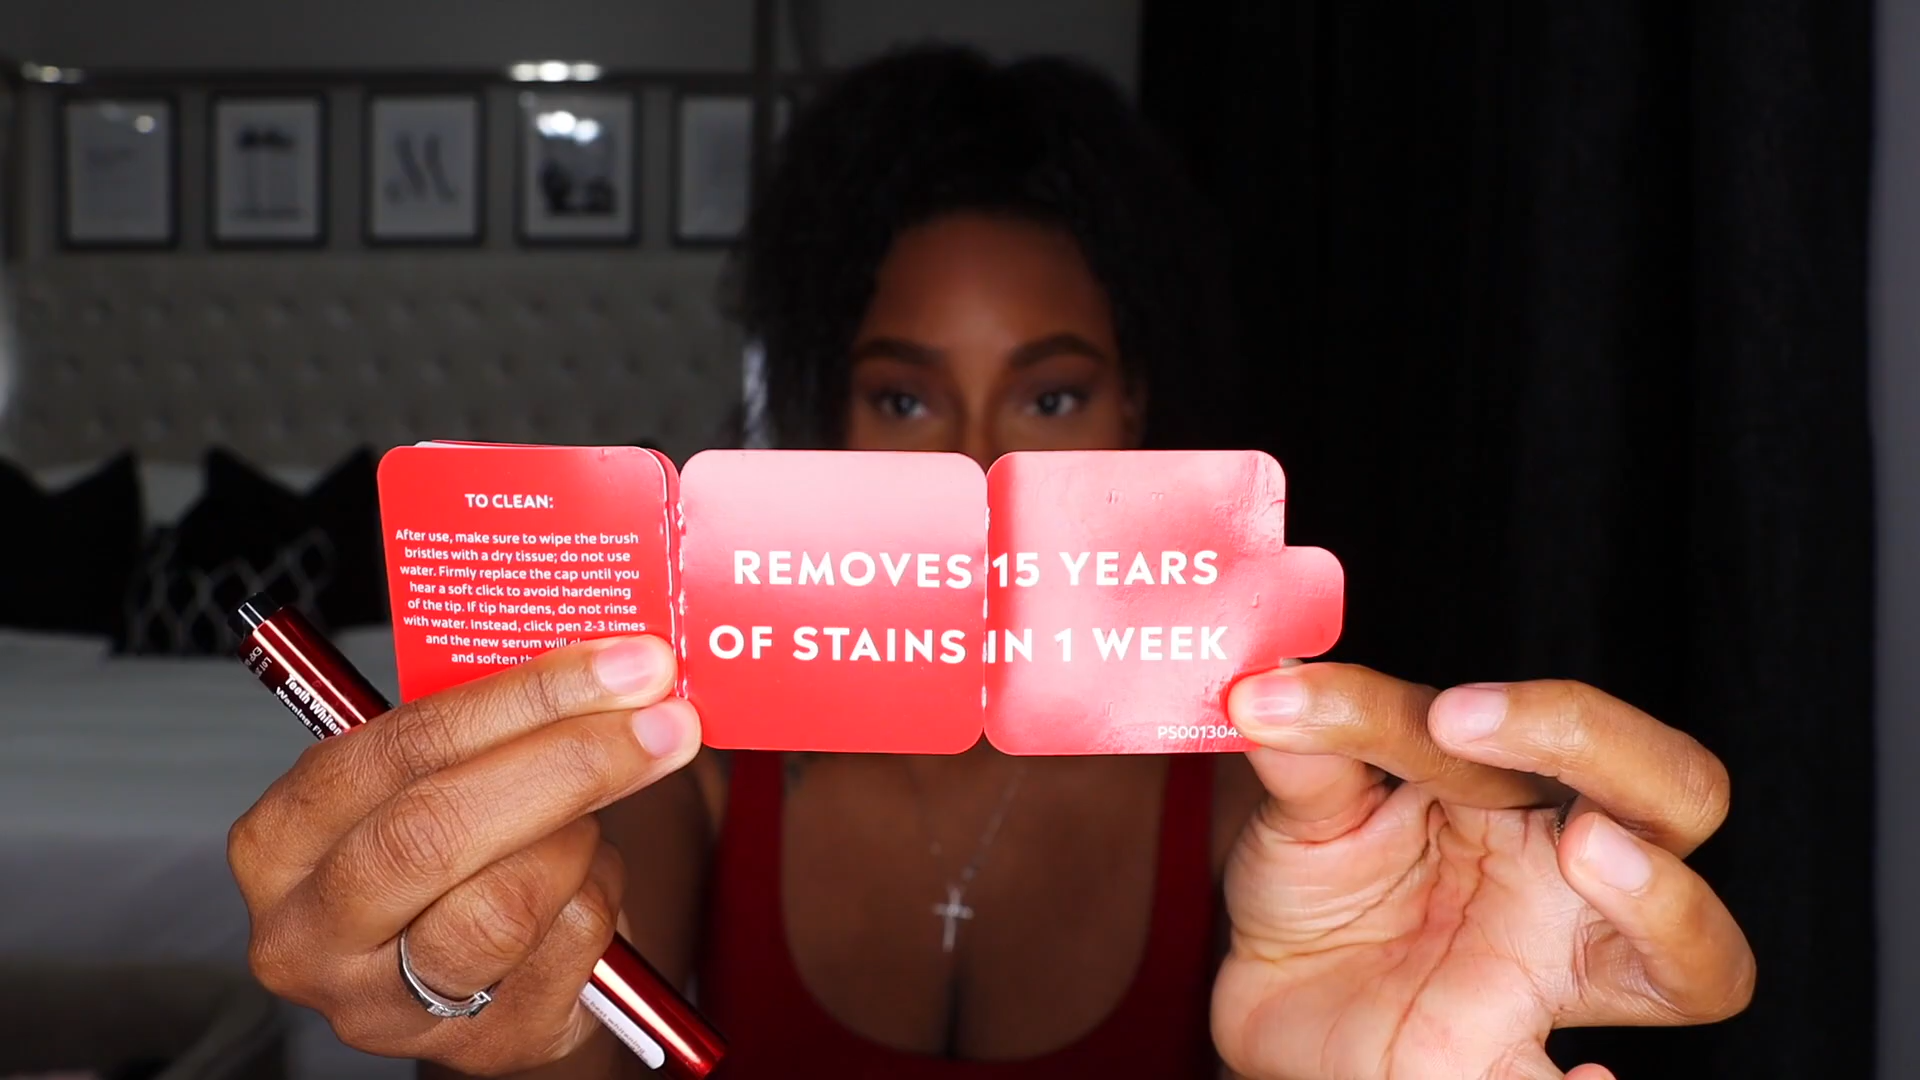 TO CLEAN:
After use, make sure to wipe the brush
bristles with a dry tissue; do not use
water. Firmly replace the cap until you
hear a soft click to avoid hardening
of the tip. If tip hardens, do not rinse
with water. Instead, click pen 2-3 times
and the new serum will
and soften
REMOVES 15 YEARS
OF STAINS IN 1 WEEK
PS001304
Teeth Whiten
Warning: